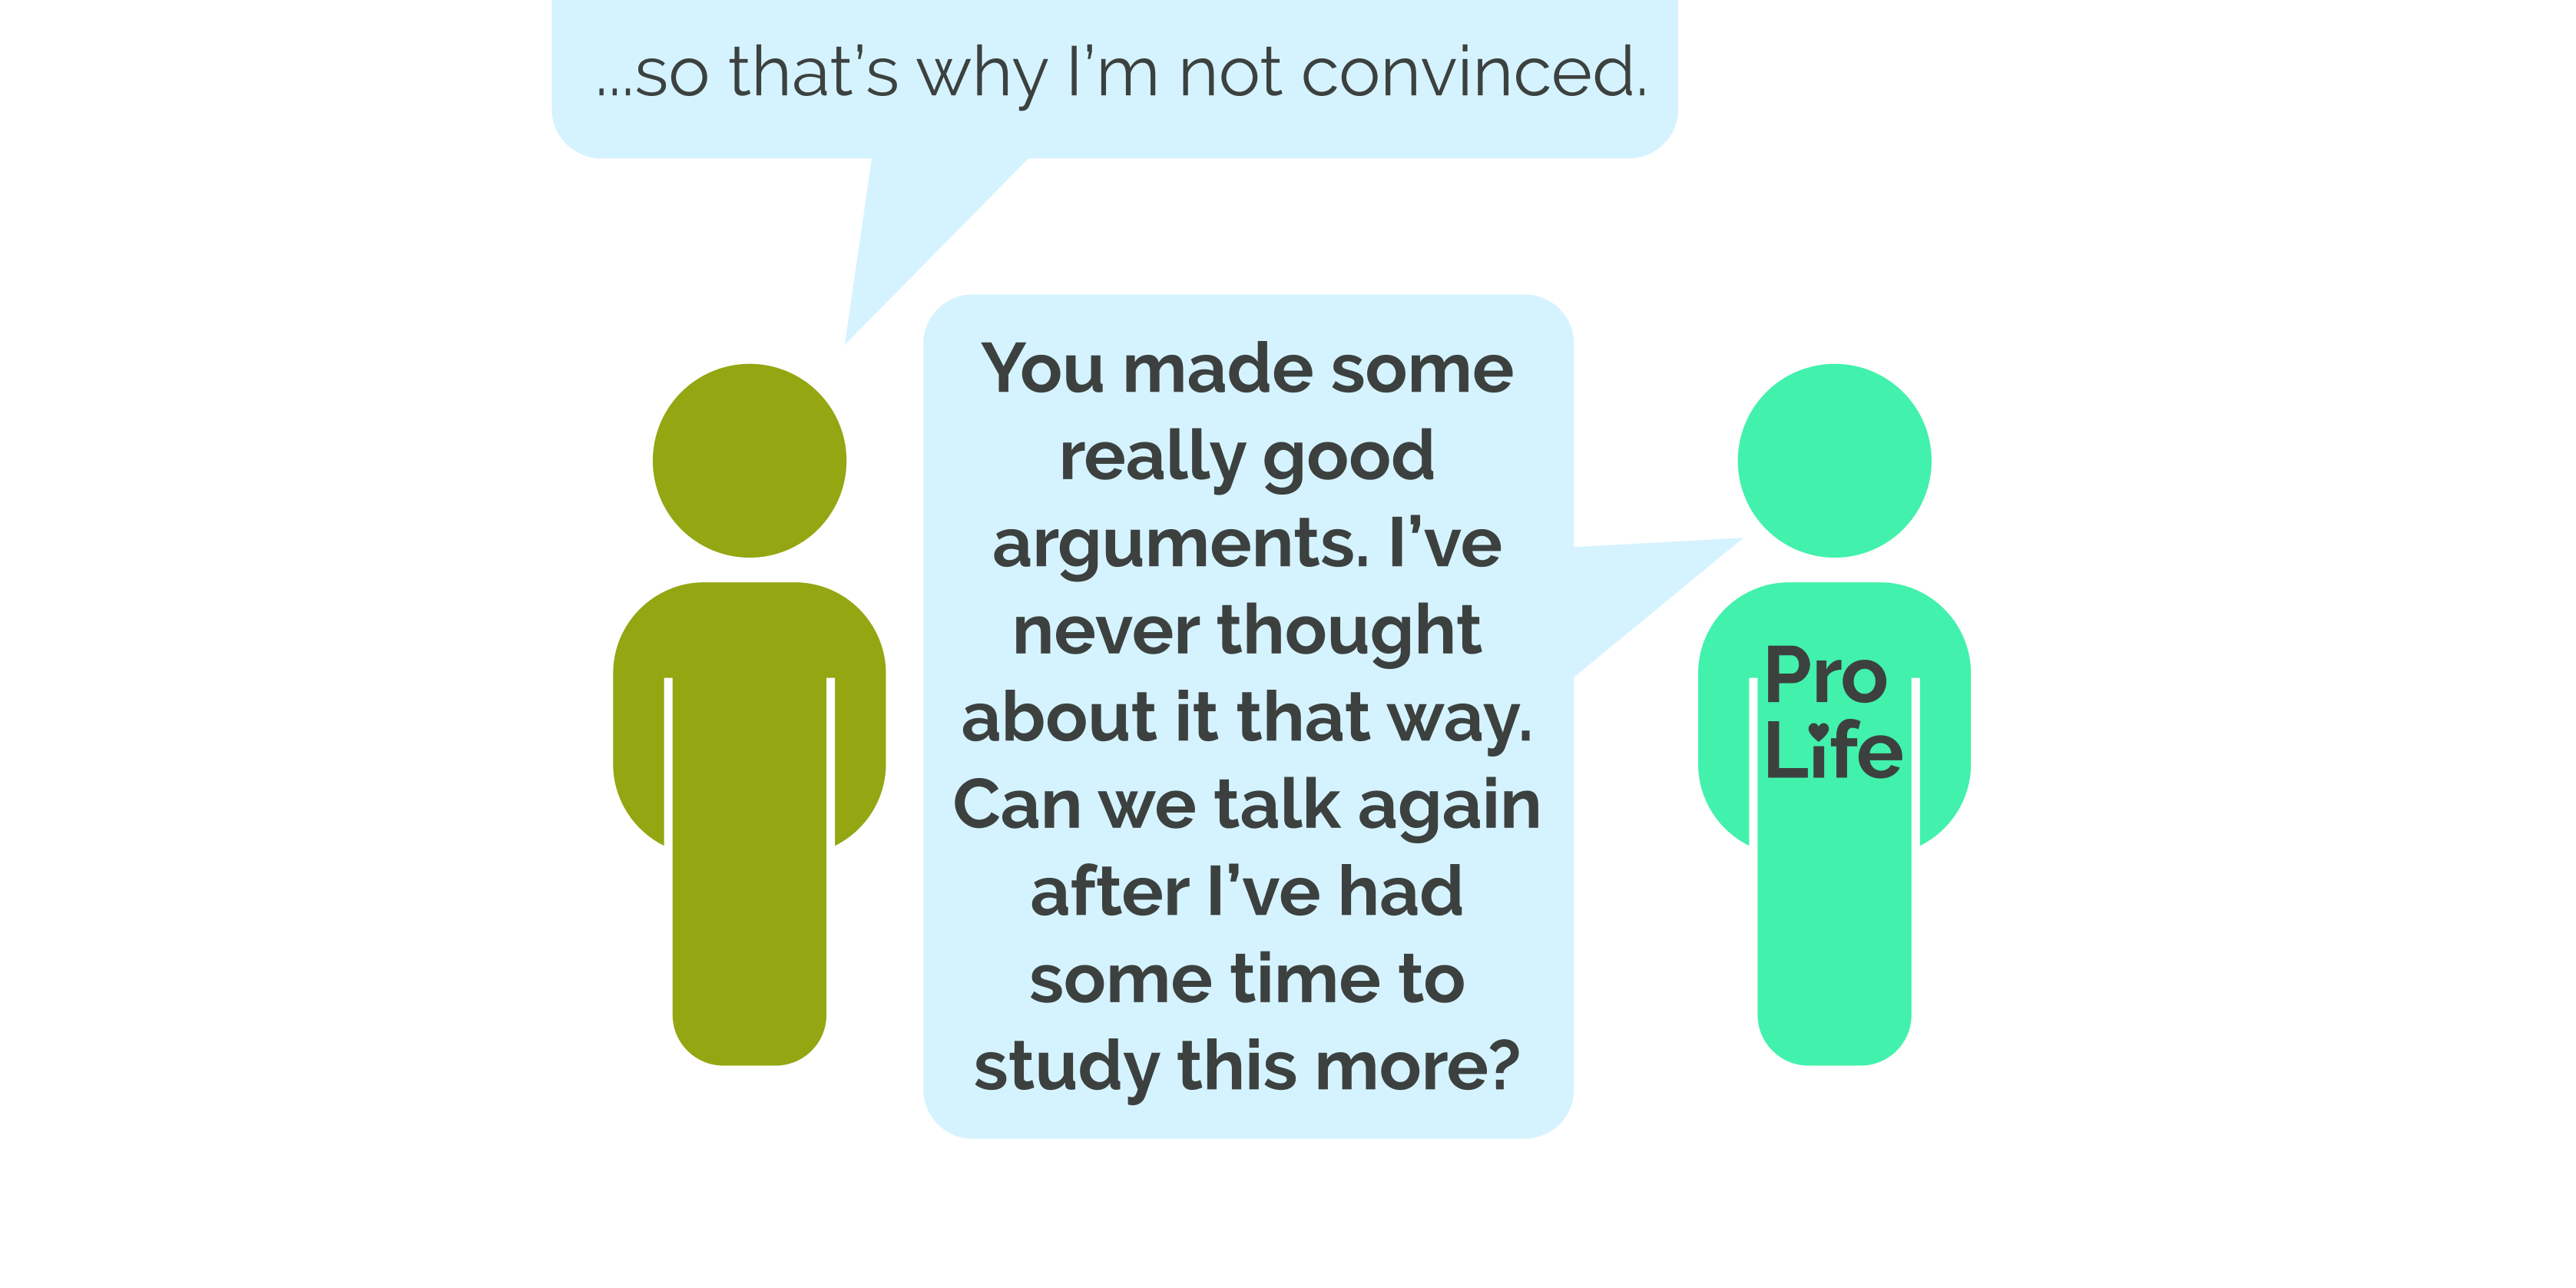 ...so that’s why I’m not convinced.
You made some
really good
arguments. I’ve
never thought
about it that way.
Can we talk again
after I’ve had
some time to
study this more?
Pro
Life